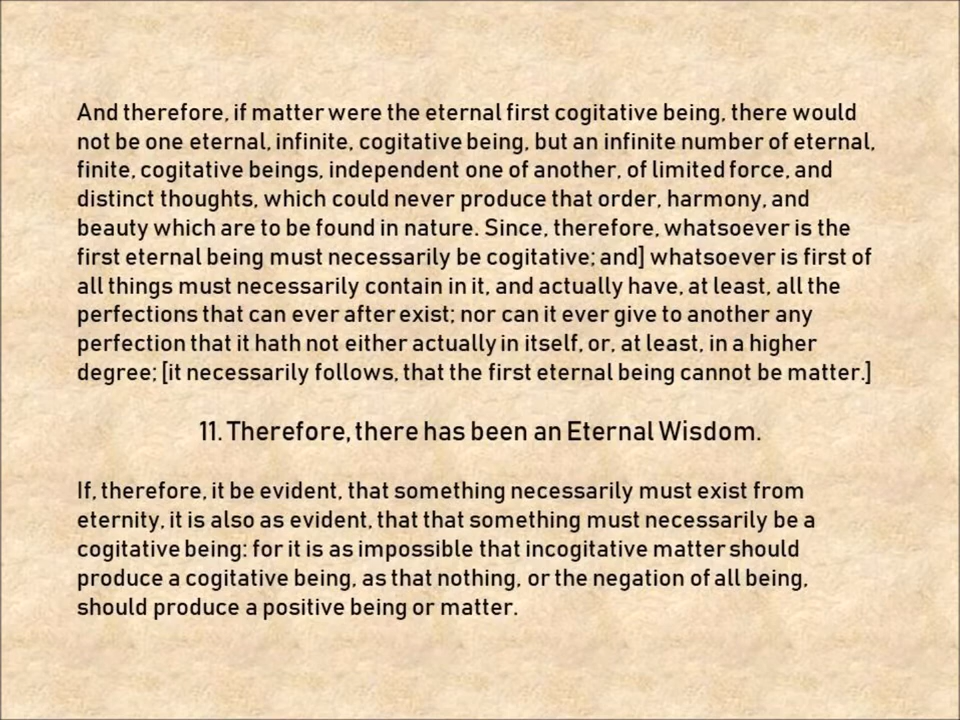 And therefore, if matter were the eternal first cogitative being, there would
not be one eternal, infinite, cogitative being, but an infinite number of eternal,
finite, cogitative beings, independent one of another, of limited force, and
distinct thoughts, which could never produce that order, harmony, and
beauty which are to be found in nature. Since, therefore, whatsoever is the
first eternal being must necessarily be cogitative; and] whatsoever is first of
all things must necessarily contain in it, and actually have, at least, all the
perfections that can ever after exist; nor can it ever give to another any
perfection that it hath not either actually in itself, or, at least, in a higher
degree; [it necessarily follows, that the first eternal being cannot be matter.]
11. Therefore, there has been an Eternal Wisdom.
If, therefore, it be evident, that something necessarily must exist from
eternity, it is also as evident, that that something must necessarily be a
cogitative being: for it is as impossible that incogitative matter should
produce a cogitative being, as that nothing, or the negation of all being,
should produce a positive being or matter.